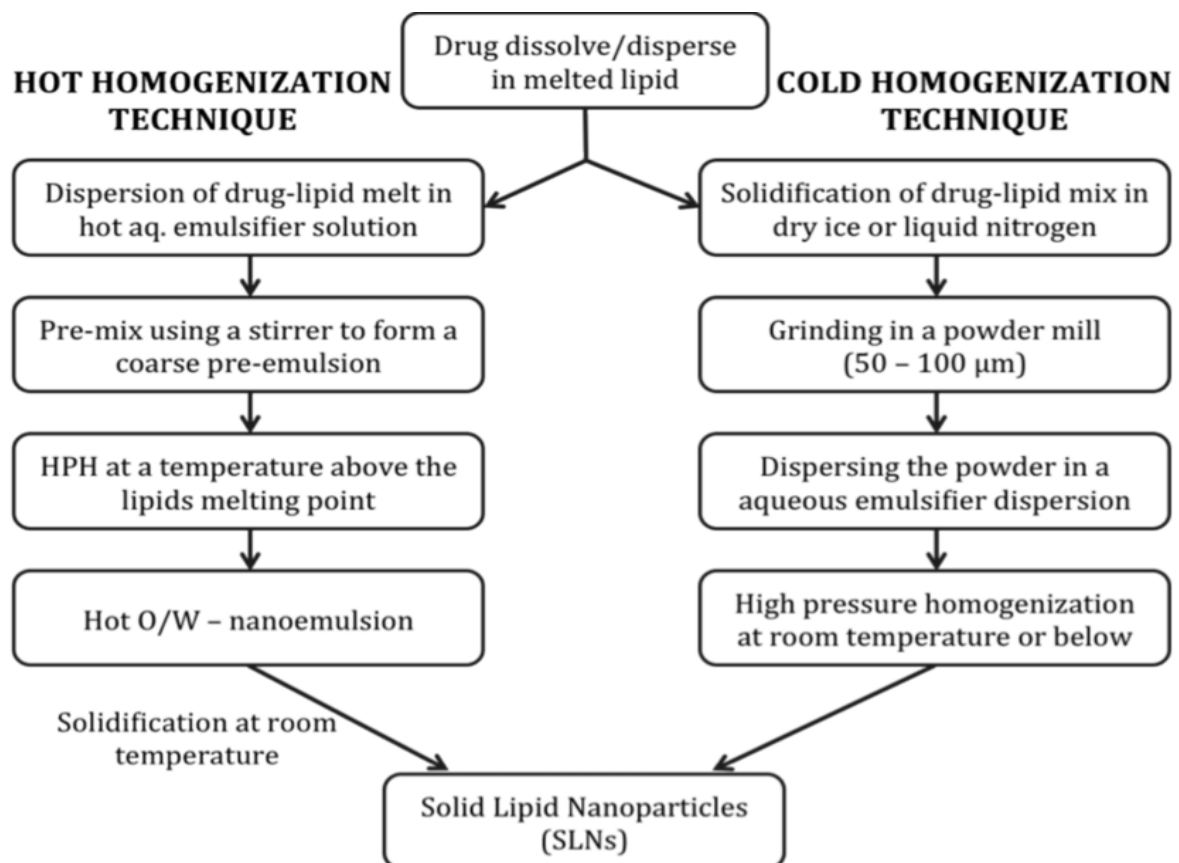 Drug dissolve/disperse
in melted lipid
HOT HOMOGENIZATION
TECHNIQUE
COLD HOMOGENIZATION
TECHNIQUE
Dispersion of drug-lipid melt in
hot aq. emulsifier solution
Pre-mix using a stirrer to form a
coarse pre-emulsion
HPH at a temperature above the
lipids melting point
Hot O/W – nanoemulsion
Solidification at room
temperature
Solidification of drug-lipid mix in
dry ice or liquid nitrogen
Grinding in a powder mill
(50 – 100 μm)
Dispersing the powder in a
aqueous emulsifier dispersion
High pressure homogenization
at room temperature or below
Solid Lipid Nanoparticles
(SLNs)